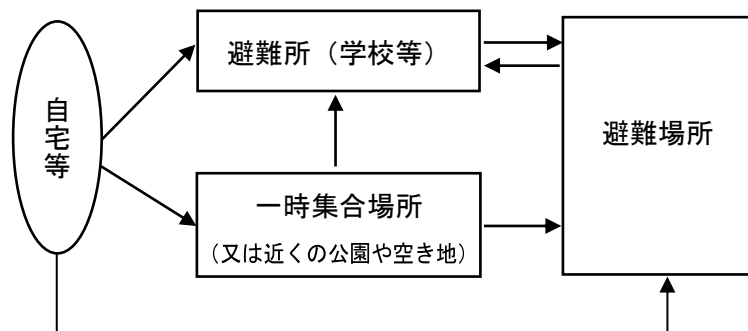 自宅等
避難所（学校等）
一時集合場所
（又は近くの公園や空き地）
避難場所